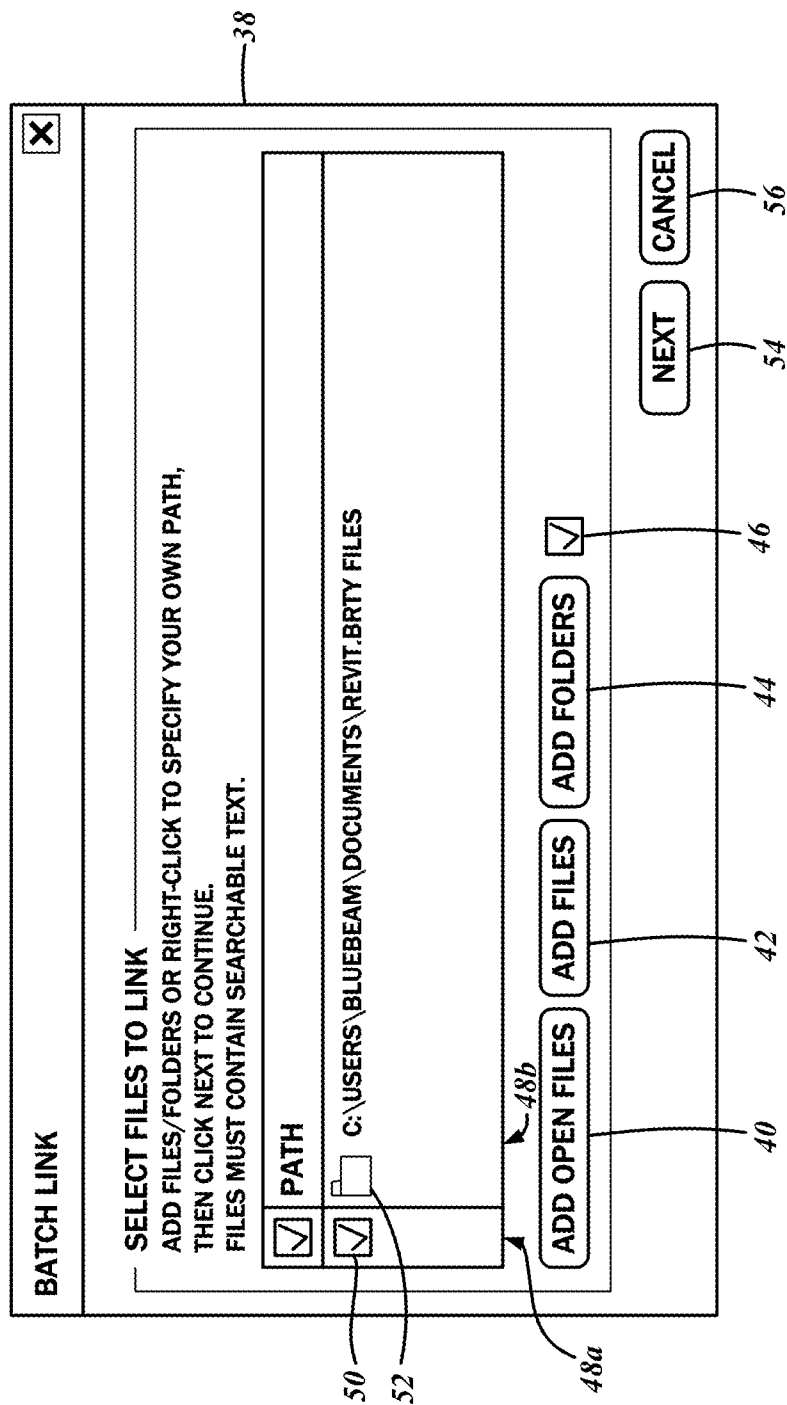 BATCH LINK
SELECT FILES TO LINK
ADD FILES/FOLDERS OR RIGHT-CLICK TO SPECIFY YOUR OWN PATH,
THEN CLICK NEXT TO CONTINUE.
FILES MUST CONTAIN SEARCHABLE TEXT.
PATH
C:\USERS\BLUEBEAM\DOCUMENTS\REVIT.BRTY FILES
ADD OPEN FILES
ADD FILES
ADD FOLDERS
NEXT
CANCEL
38
50
52
48a
48b
40
42
44
46
54
56